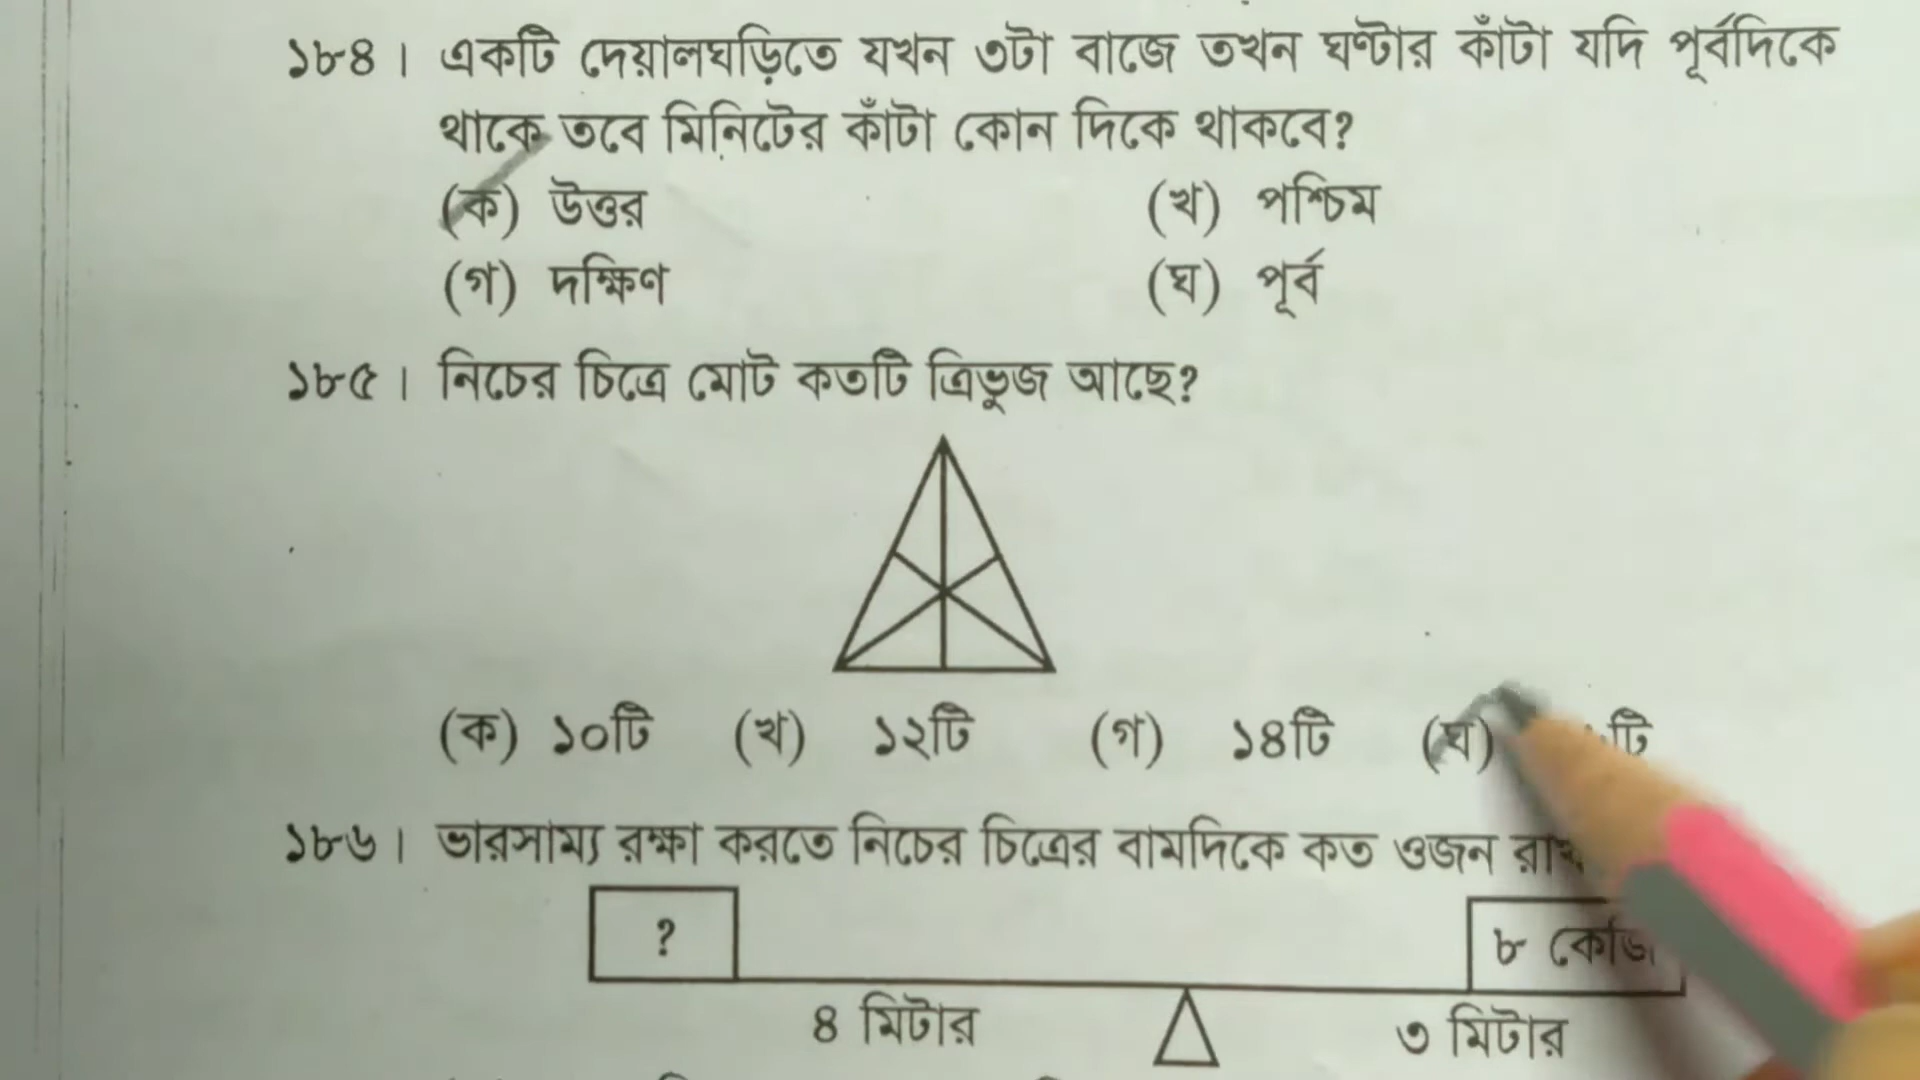 ১৮৪। একটি দেয়ালঘড়িতে যখন ৩টা বাজে তখন ঘণ্টার কাঁটা যদি পূর্বদিকে
থাকে তবে মিনিটের কাঁটা কোন দিকে থাকবে?
(ক) উত্তর (খ) পশ্চিম
(গ) দক্ষিণ (ঘ) পূর্ব
১৮৫। নিচের চিত্রে মোট কতটি ত্রিভুজ আছে?
(ক) ১০টি (খ) ১২টি (গ) ১৪টি (ঘ) টি
১৮৬। ভারসাম্য রক্ষা করতে নিচের চিত্রের বামদিকে কত ওজন
? ৮ কেজি
৪ মিটার ৩ মিটার